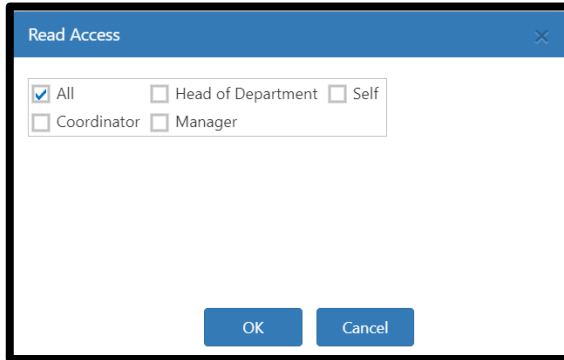 Read Access
All Head of Department Self
Coordinator Manager
OK Cancel